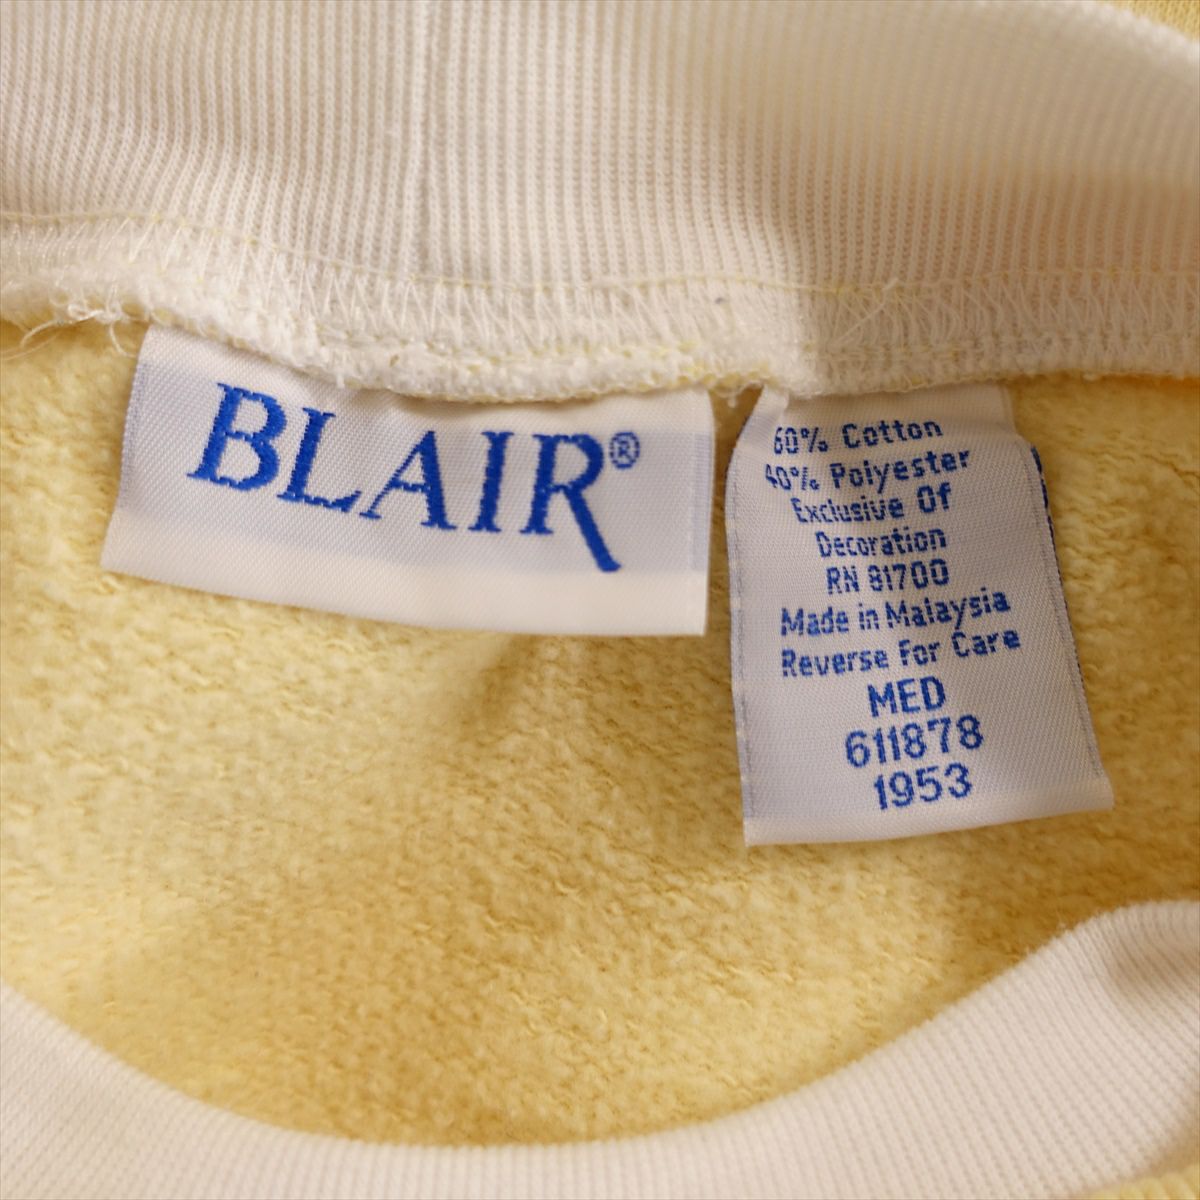 BLAIR®
60% Cotton
40% Polyester
Exclusive Of
Decoration
RN 81700
Made in Malaysia
Reverse For Care
MED
611878
1953